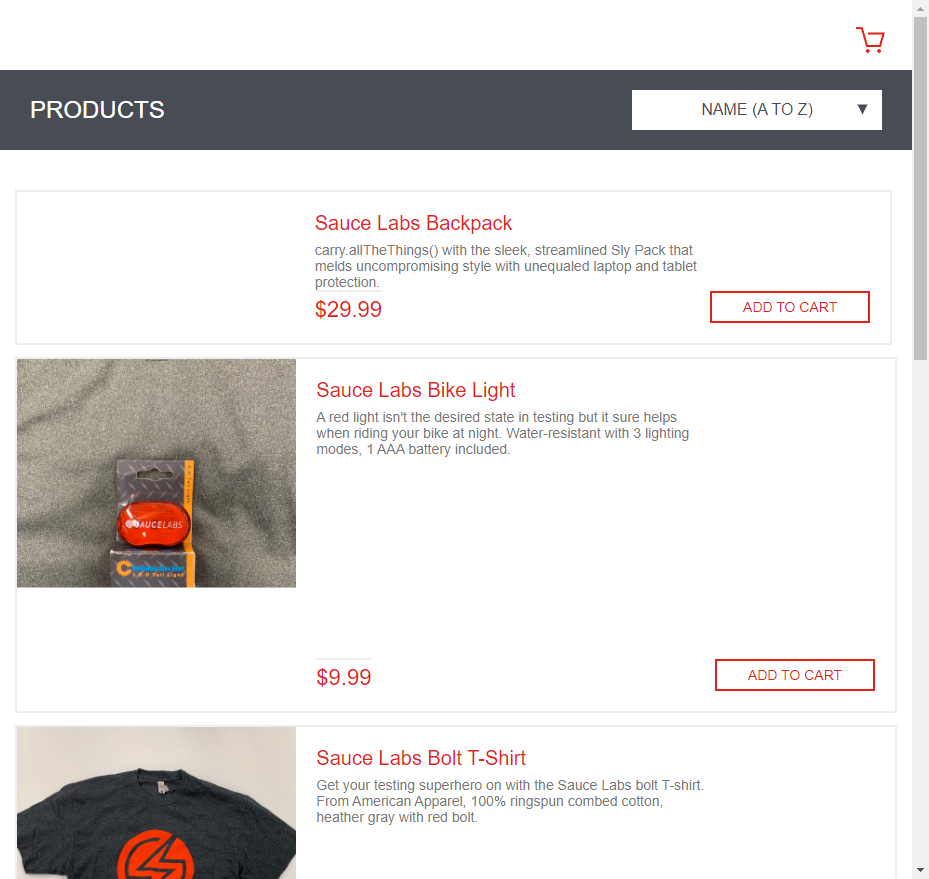 PRODUCTS
NAME (A TO Z)
Sauce Labs Backpack
carry.allTheThings() with the sleek, streamlined Sly Pack that
melds uncompromising style with unequaled laptop and tablet
protection.
$29.99
ADD TO CART
Sauce Labs Bike Light
A red light isn't the desired state in testing but it sure helps
when riding your bike at night. Water-resistant with 3 lighting
modes, 1 AAA battery included.
SAUCELABS
$9.99
ADD TO CART
Sauce Labs Bolt T-Shirt
Get your testing superhero on with the Sauce Labs bolt T-shirt.
From American Apparel, 100% ringspun combed cotton,
heather gray with red bolt.